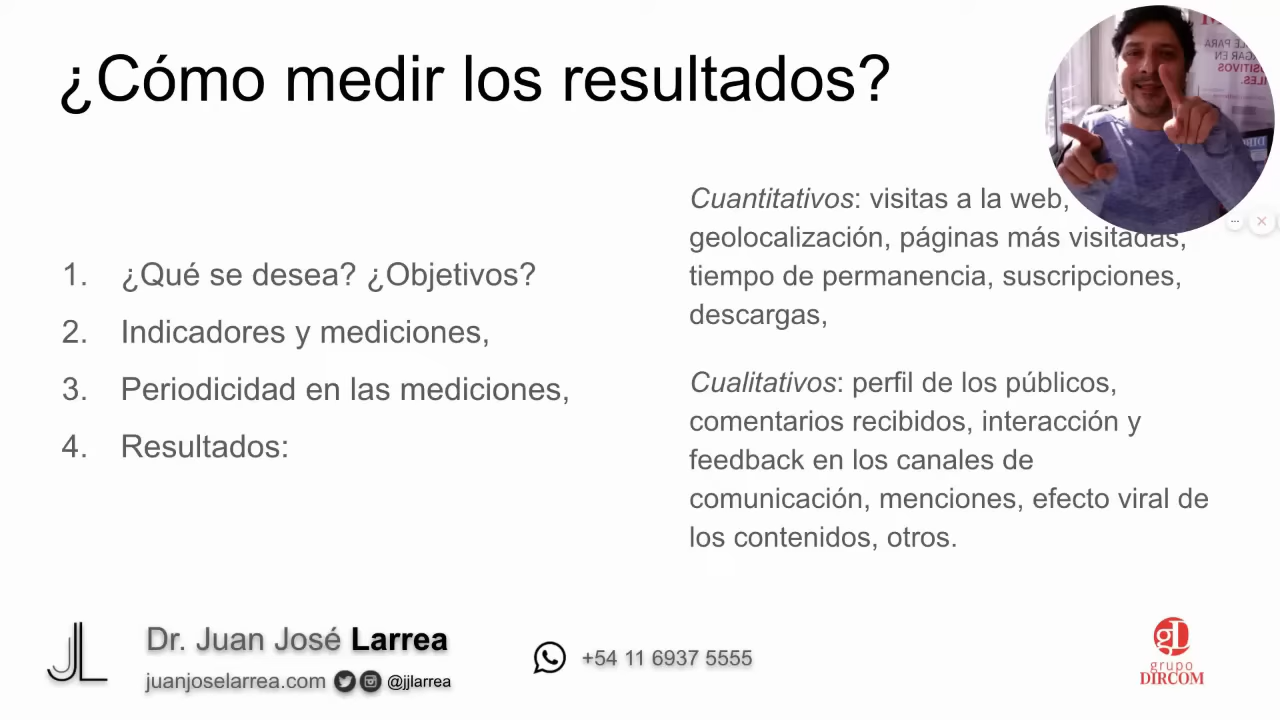 ¿Cómo medir los resultados?
1. ¿Qué se desea? ¿Objetivos?
2. Indicadores y mediciones,
3. Periodicidad en las mediciones,
4. Resultados:
Cuantitativos: visitas a la web,
geolocalización, páginas más visitadas,
tiempo de permanencia, suscripciones,
descargas,
Cualitativos: perfil de los públicos,
comentarios recibidos, interacción y
feedback en los canales de
comunicación, menciones, efecto viral de
los contenidos, otros.
JL
Dr. Juan José Larrea
juanjoselarrea.com @jjlarrea
+54 11 6937 5555
gD
grupo
DIRCOM